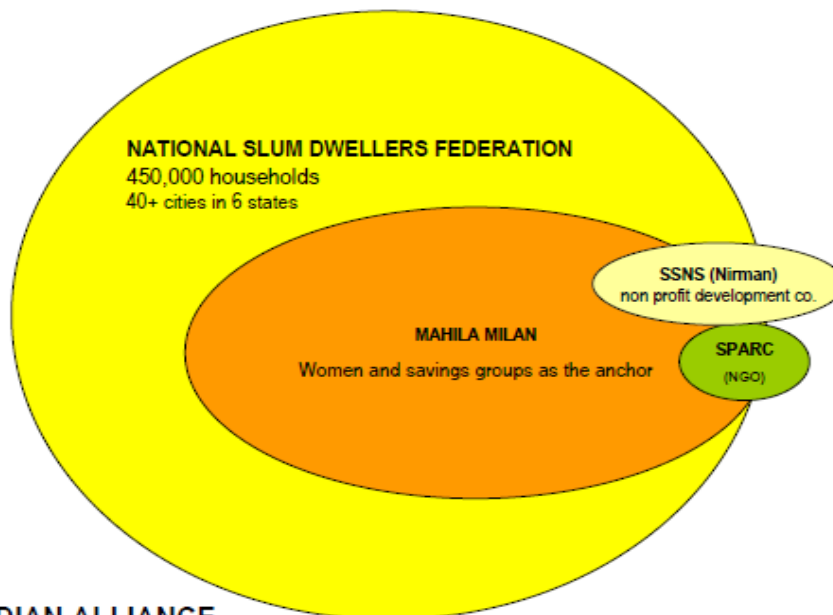 NATIONAL SLUM DWELLERS FEDERATION
450,000 households
40+ cities in 6 states
SSNS (Nirman)
non profit development co.
MAHILA MILAN
Women and savings groups as the anchor
SPARC
(NGO)
ALLIANCE